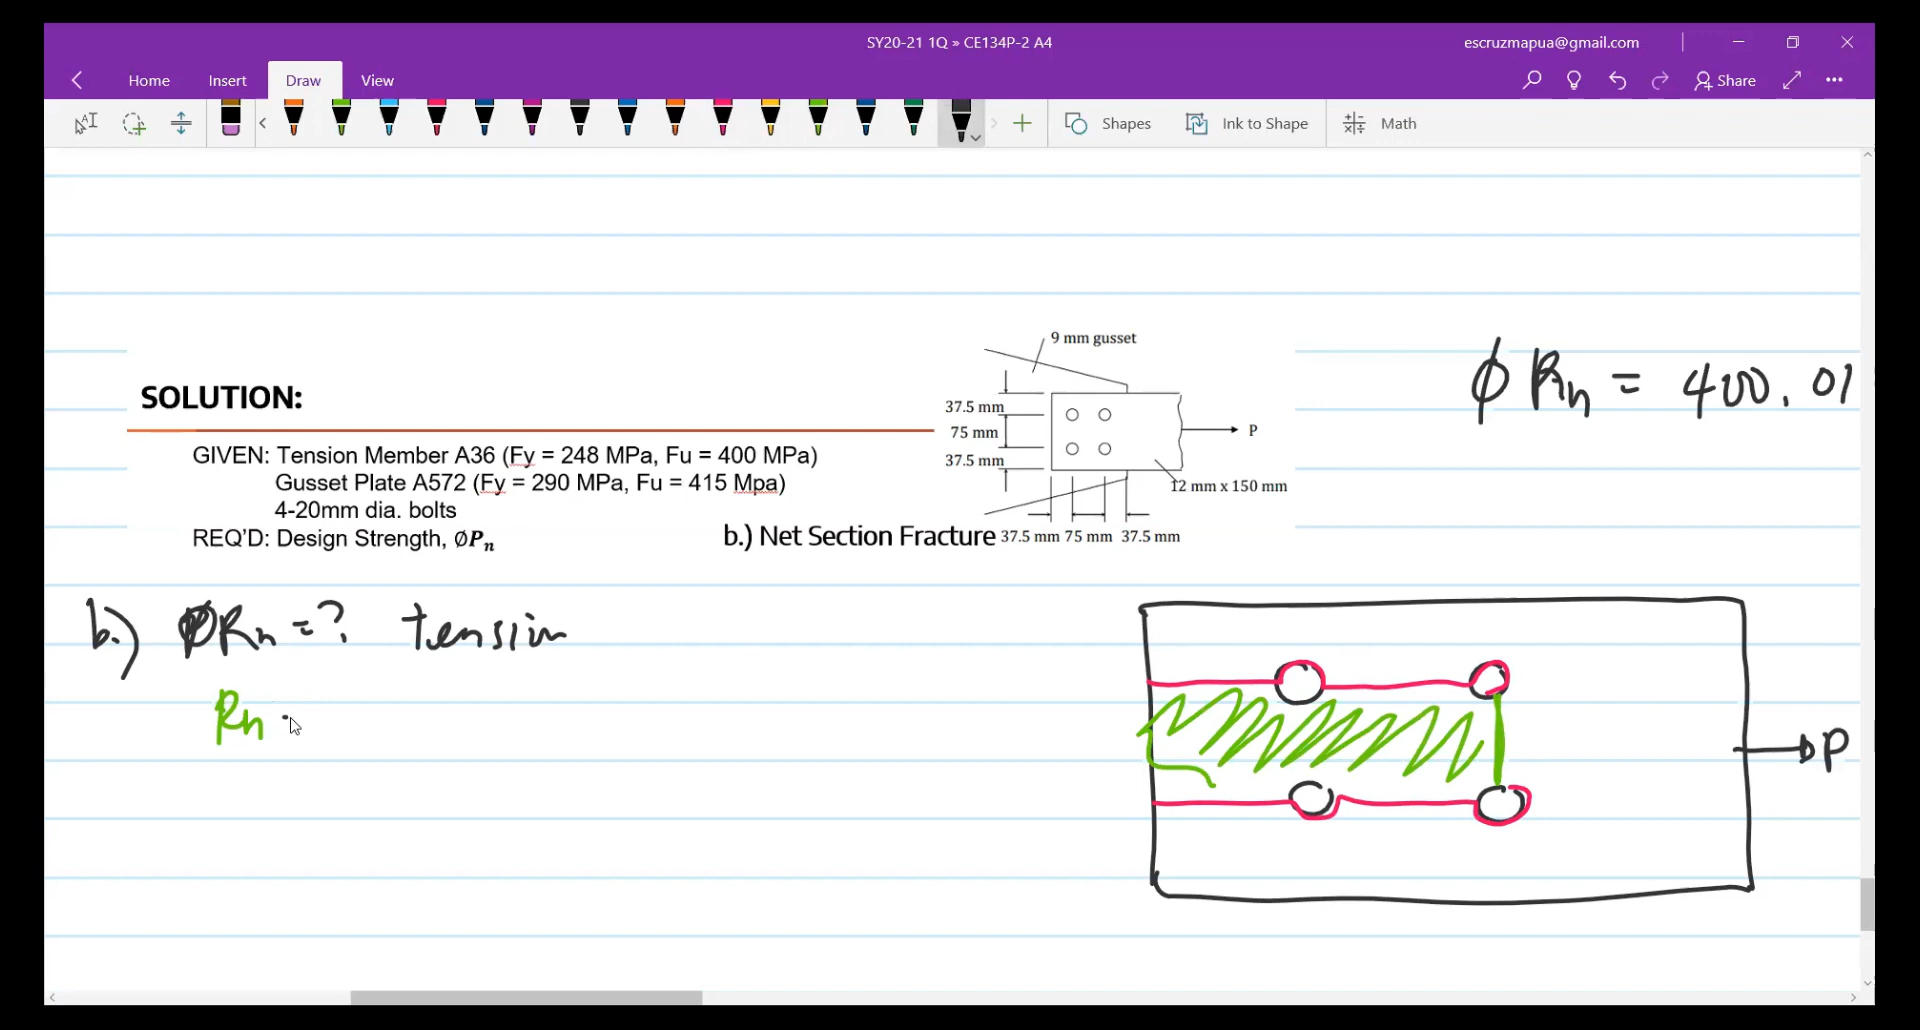 SY20-21 1Q » CE134P-2 A4
escruzmapua@gmail.com
Home Insert Draw View
Share
Shapes Ink to Shape Math
9 mm gusset
ϕ Rn = 400.01
SOLUTION:
37.5 mm
75 mm
P
37.5 mm
12 mm x 150 mm
GIVEN: Tension Member A36 (Fy = 248 MPa, Fu = 400 MPa)
Gusset Plate A572 (Fy = 290 MPa, Fu = 415 Mpa)
4-20mm dia. bolts
REQ'D: Design Strength, ∅Pₙ
b.) Net Section Fracture
37.5 mm 75 mm 37.5 mm
b.) ϕRn = ? tension
Rn
P